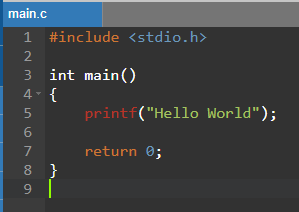 main.c
1 #include <stdio.h>
2
3 int main()
4 {
5     printf("Hello World");
6
7     return 0;
8 }
9